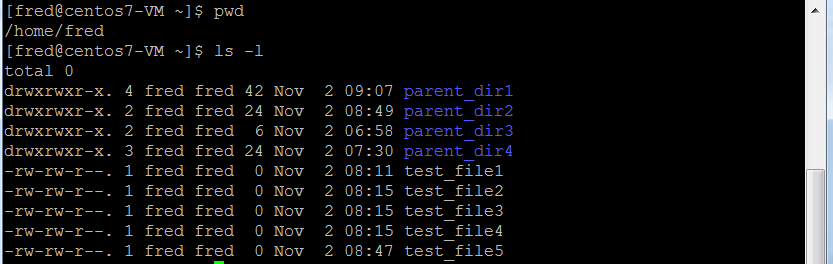 [fred@centos7-VM ~]$ pwd
/home/fred
[fred@centos7-VM ~]$ ls -l
total 0
drwxrwxr-x. 4 fred fred 42 Nov  2 09:07 parent_dir1
drwxrwxr-x. 2 fred fred 24 Nov  2 08:49 parent_dir2
drwxrwxr-x. 2 fred fred  6 Nov  2 06:58 parent_dir3
drwxrwxr-x. 3 fred fred 24 Nov  2 07:30 parent_dir4
-rw-rw-r--. 1 fred fred  0 Nov  2 08:11 test_file1
-rw-rw-r--. 1 fred fred  0 Nov  2 08:15 test_file2
-rw-rw-r--. 1 fred fred  0 Nov  2 08:15 test_file3
-rw-rw-r--. 1 fred fred  0 Nov  2 08:15 test_file4
-rw-rw-r--. 1 fred fred  0 Nov  2 08:47 test_file5